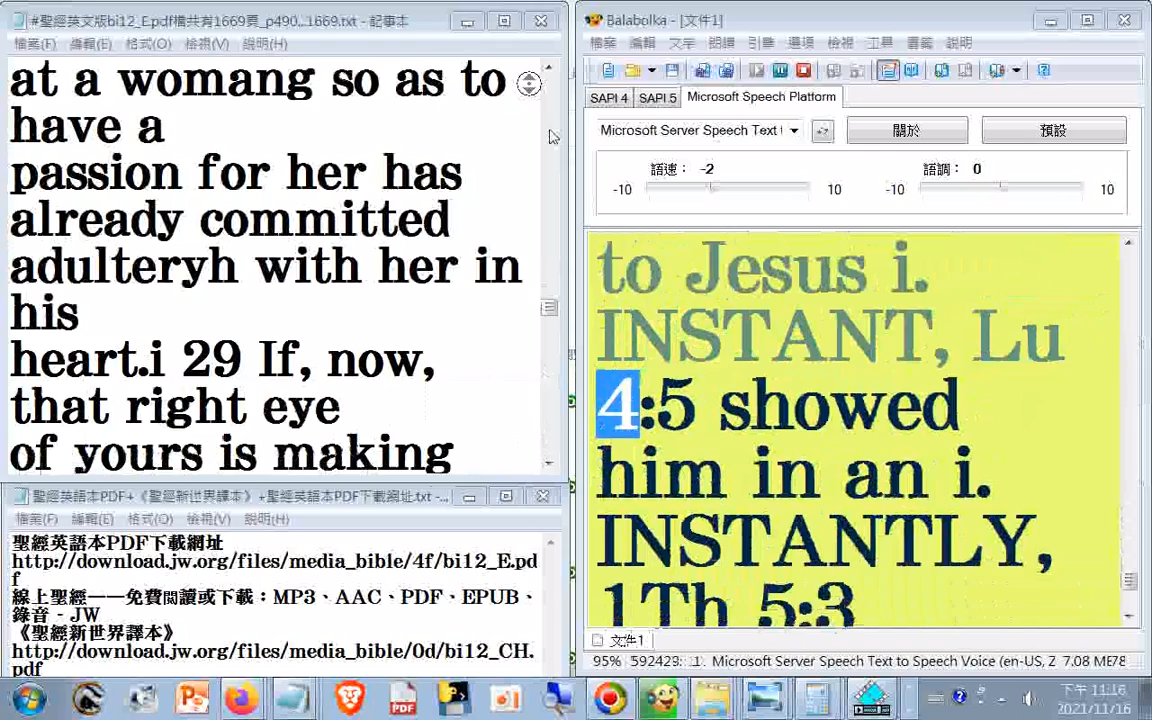 #聖經英文版bi12_E.pdf檔共有1669頁_p490,..1669.txt - 記事本
檔案(F) 編輯(E) 格式(O) 檢視(V) 說明(H)
at a womang so as to
have a
passion for her has
already committed
adulteryh with her in
his
heart.i 29 If, now,
that right eye
of yours is making
聖經英語本PDF+《聖經新世界譯本》+聖經英語本PDF下載網址.txt - ...
檔案(F) 編輯(E) 格式(O) 檢視(V) 說明(H)
聖經英語本PDF下載網址
http://download.jw.org/files/media_bible/4f/bi12_E.pd
f
線上聖經——免費閱讀或下載：MP3、AAC、PDF、EPUB、
錄音 - JW
《聖經新世界譯本》
http://download.jw.org/files/media_bible/0d/bi12_CH.
pdf
Balabolka - [文件1]
檔案 編輯 文字 朗讀 引擎 選項 檢視 工具 書籤 說明
SAPI 4 SAPI 5 Microsoft Speech Platform
Microsoft Server Speech Text 關於 預設
語速： -2 語調： 0
-10 10 -10 10
to Jesus i.
INSTANT, Lu
4:5 showed
him in an i.
INSTANTLY,
1Th 5:3
文件1
95% 592423: 1. Microsoft Server Speech Text to Speech Voice (en-US, Z 7.08 ME
PDF
下午 11:16
2021/11/16